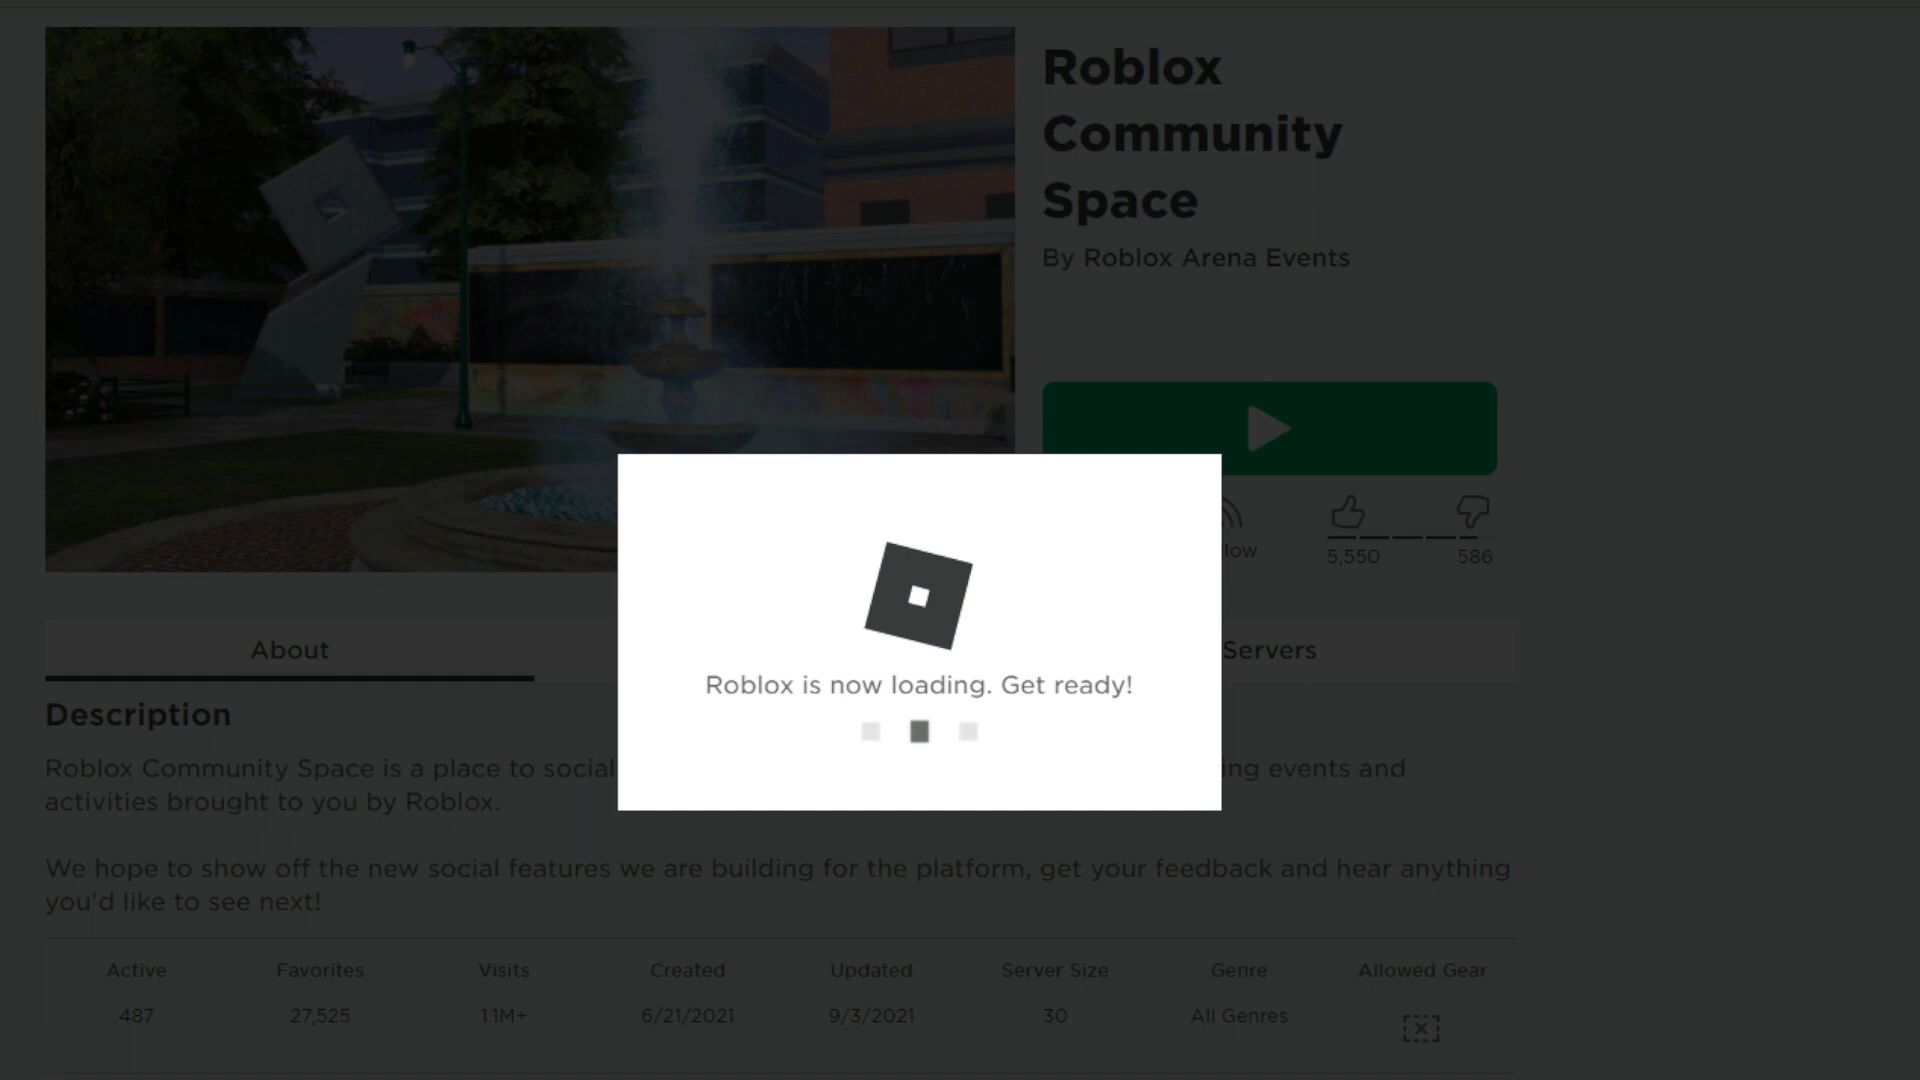 Roblox
Community
Space
By Roblox Arena Events
low
5,550
586
About
Servers
Roblox is now loading. Get ready!
Description
Roblox Community Space is a place to social ing events and
activities brought to you by Roblox.
We hope to show off the new social features we are building for the platform, get your feedback and hear anything
you'd like to see next!
Active Favorites Visits Created Updated Server Size Genre Allowed Gear
487 27,525 1.1M+ 6/21/2021 9/3/2021 30 All Genres